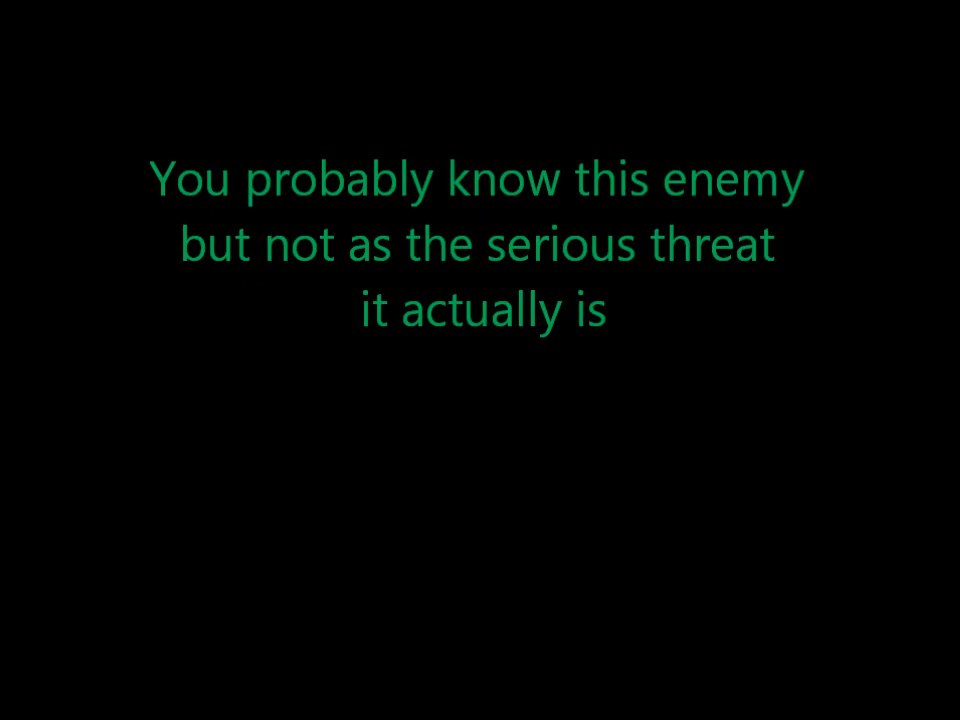 You probably know this enemy
but not as the serious threat
it actually is